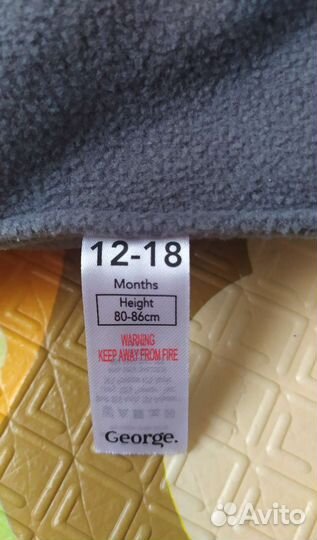 12-18
Months
Height
80-86cm
WARNING
KEEP AWAY FROM FIRE
George.
Avito